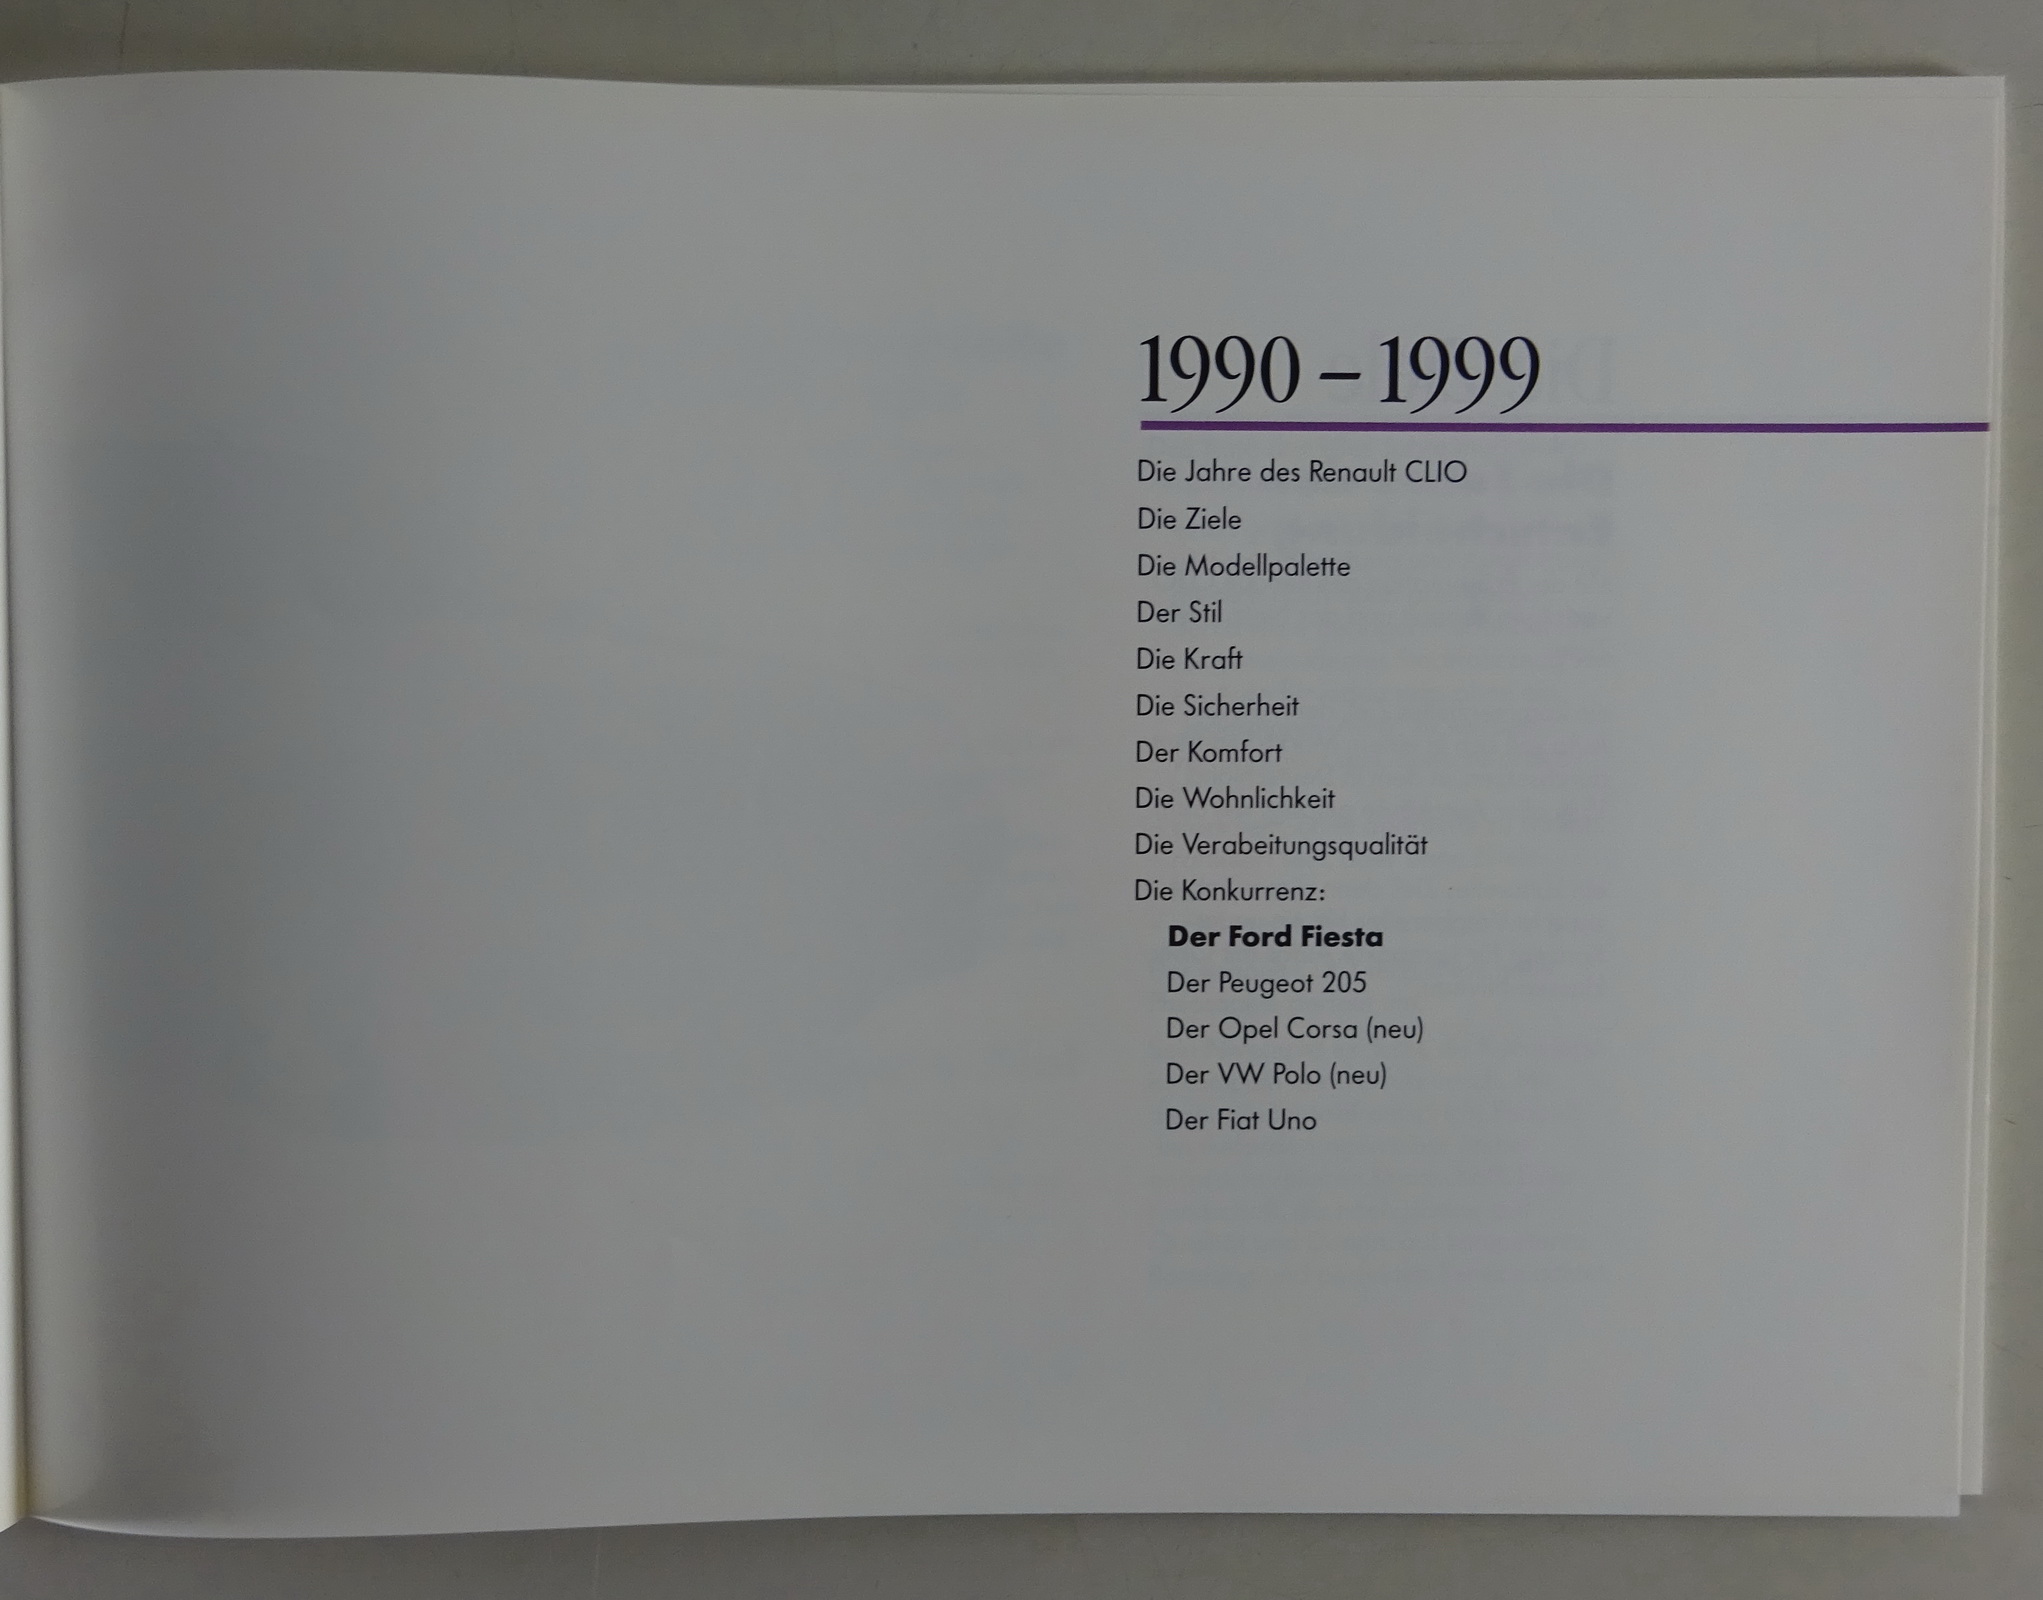 1990 – 1999
Die Jahre des Renault CLIO
Die Ziele
Die Modellpalette
Der Stil
Die Kraft
Die Sicherheit
Der Komfort
Die Wohnlichkeit
Die Verabeitungsqualität
Die Konkurrenz:
Der Ford Fiesta
Der Peugeot 205
Der Opel Corsa (neu)
Der VW Polo (neu)
Der Fiat Uno